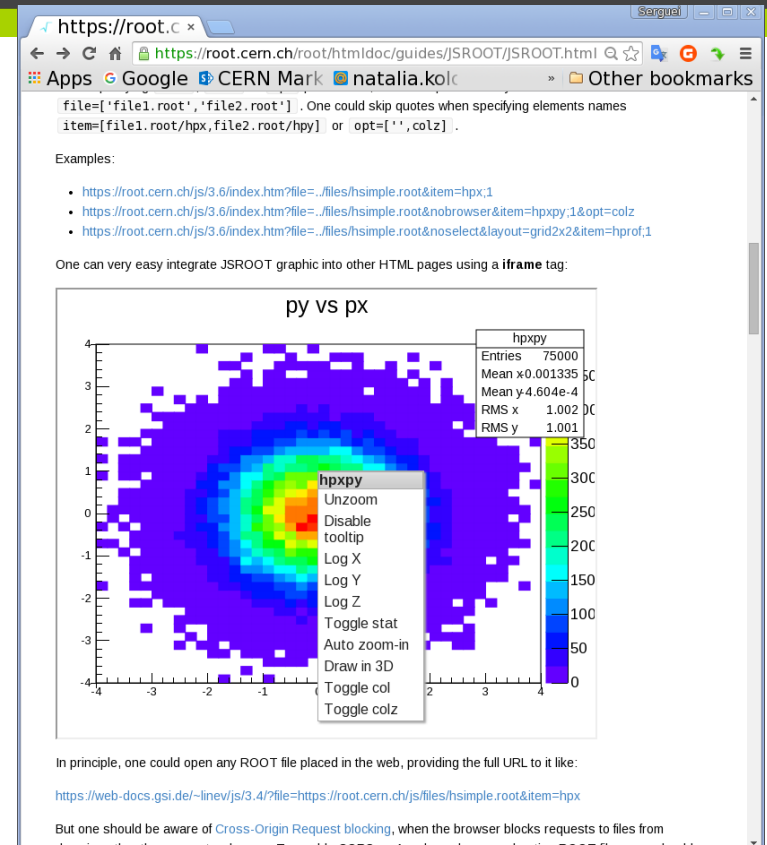 Serguei
https://root.c ×
https://root.cern.ch/root/htmldoc/guides/JSROOT/JSROOT.html
Apps Google CERN Mark natalia.kolo » Other bookmarks
file=['file1.root','file2.root'] . One could skip quotes when specifying elements names
item=[file1.root/hpx,file2.root/hpy] or opt=['',colz] .
Examples:
• https://root.cern.ch/js/3.6/index.htm?file=../files/hsimple.root&item=hpx;1
• https://root.cern.ch/js/3.6/index.htm?file=../files/hsimple.root&nobrowser&item=hpxpy;1&opt=colz
• https://root.cern.ch/js/3.6/index.htm?file=../files/hsimple.root&noselect&layout=grid2x2&item=hprof;1
One can very easy integrate JSROOT graphic into other HTML pages using a iframe tag:
py vs px
hpxpy
Entries 75000
Mean x-0.001335
Mean y-4.604e-4
RMS x 1.002
RMS y 1.001
4
3
2
1
0
-1
-2
-3
-4
-4 -3 -2 -1 2 3 4
350
300
250
200
150
100
50
0
hpxpy
Unzoom
Disable
tooltip
Log X
Log Y
Log Z
Toggle stat
Auto zoom-in
Draw in 3D
Toggle col
Toggle colz
In principle, one could open any ROOT file placed in the web, providing the full URL to it like:
https://web-docs.gsi.de/~linev/js/3.4/?file=https://root.cern.ch/js/files/hsimple.root&item=hpx
But one should be aware of Cross-Origin Request blocking, when the browser blocks requests to files from